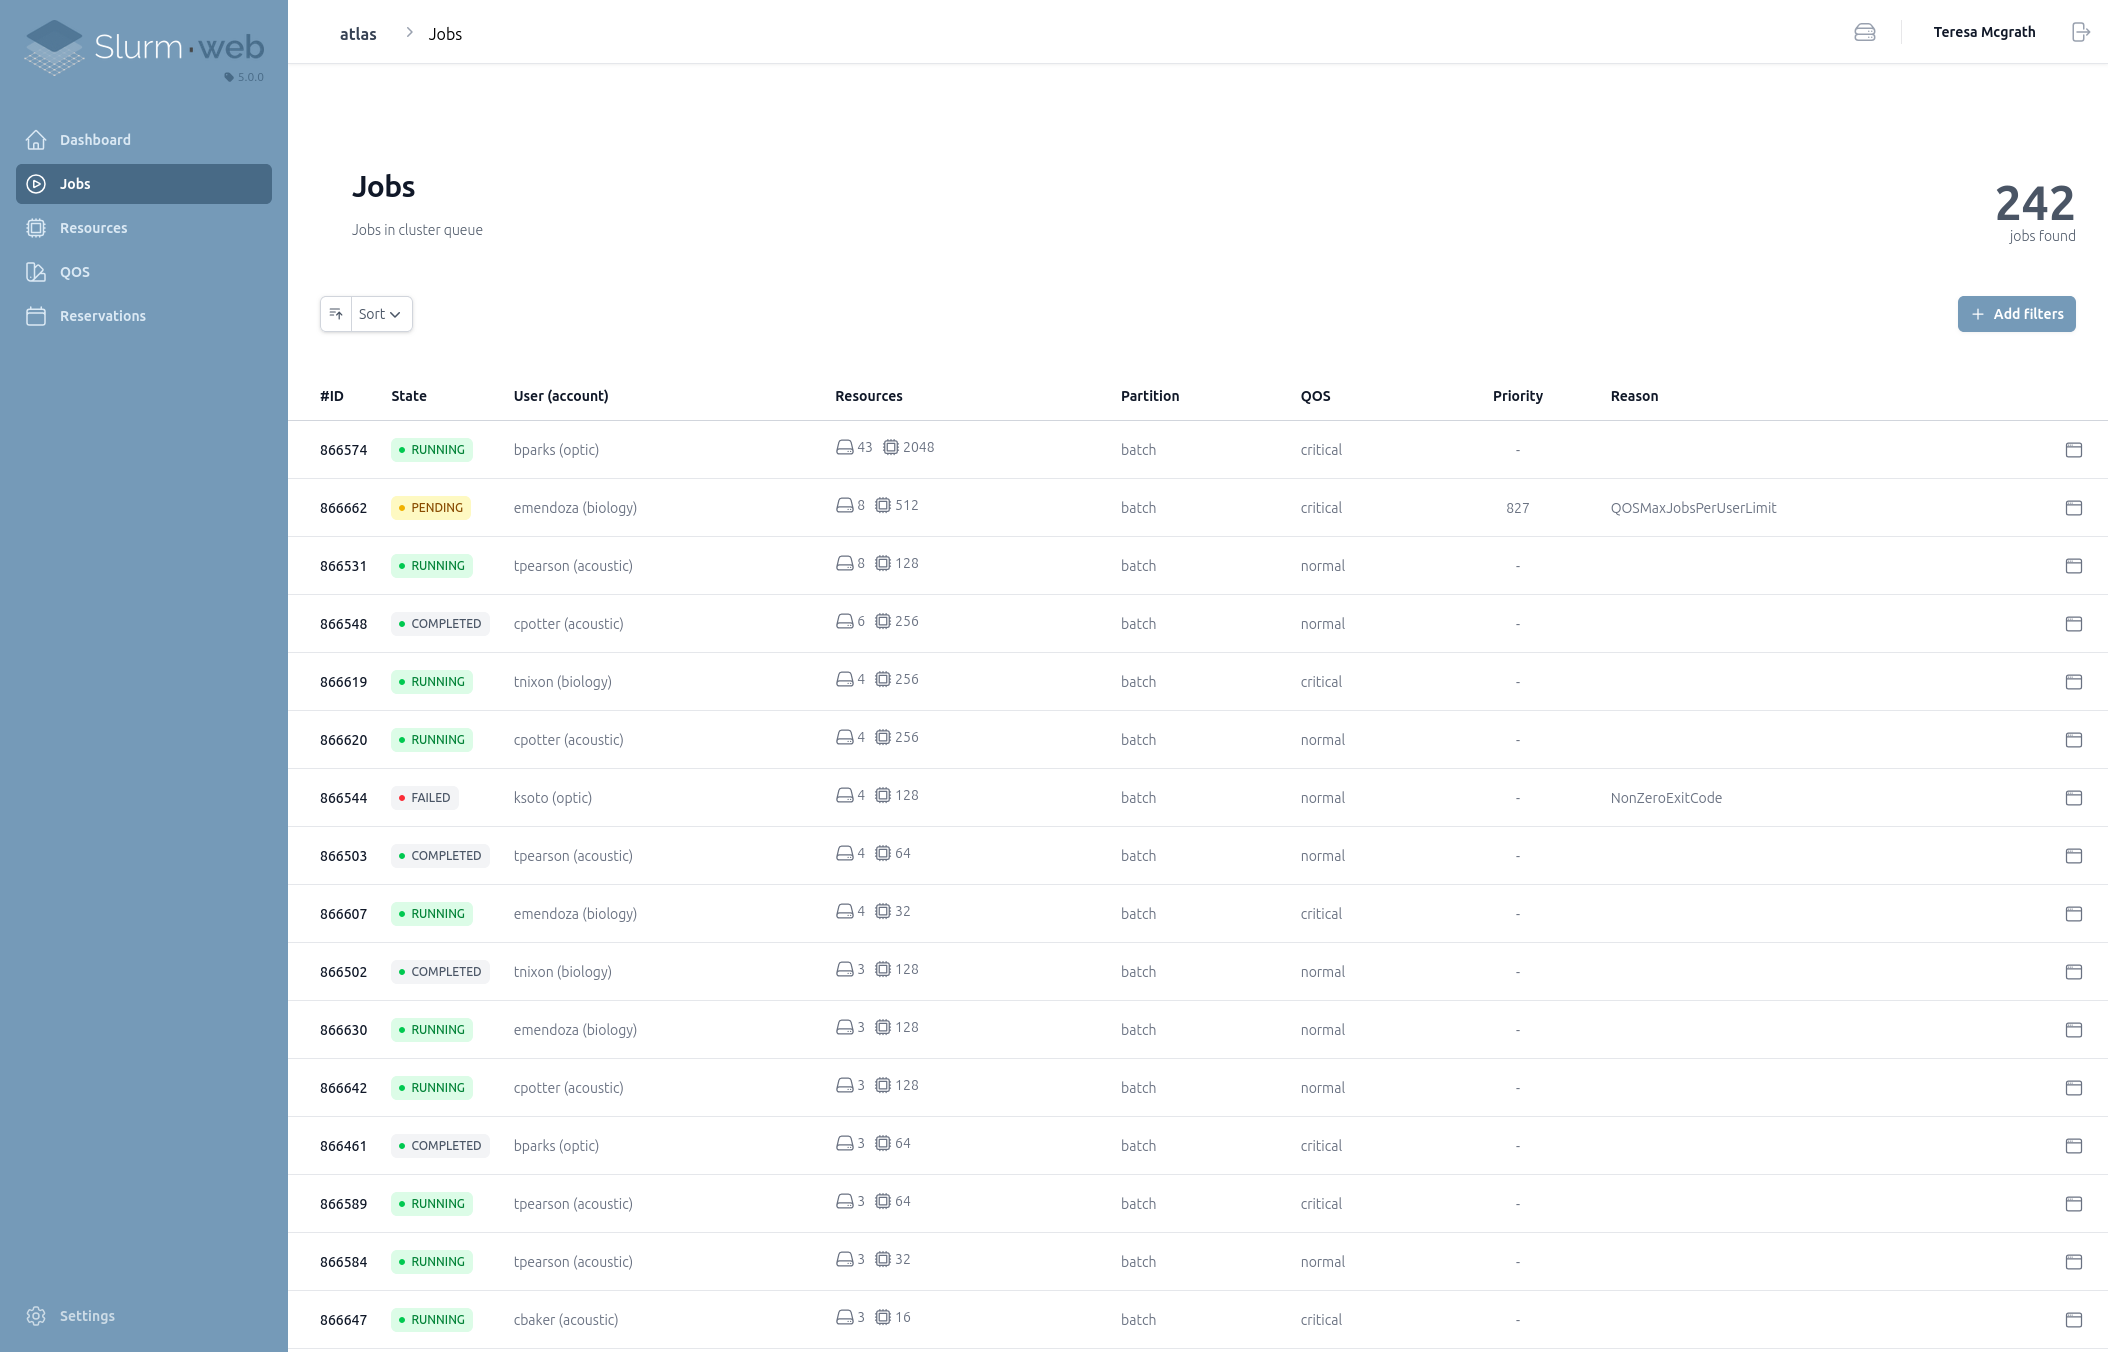 Slurm·web
5.0.0
Dashboard
Jobs
Resources
QOS
Reservations
Settings
atlas > Jobs
Teresa Mcgrath
Jobs
Jobs in cluster queue
242
jobs found
Sort
+ Add filters
#ID State User (account) Resources Partition QOS Priority Reason
866574 RUNNING bparks (optic) 43 2048 batch critical -
866662 PENDING emendoza (biology) 8 512 batch critical 827 QOSMaxJobsPerUserLimit
866531 RUNNING tpearson (acoustic) 8 128 batch normal -
866548 COMPLETED cpotter (acoustic) 6 256 batch normal -
866619 RUNNING tnixon (biology) 4 256 batch critical -
866620 RUNNING cpotter (acoustic) 4 256 batch normal -
866544 FAILED ksoto (optic) 4 128 batch normal - NonZeroExitCode
866503 COMPLETED tpearson (acoustic) 4 64 batch normal -
866607 RUNNING emendoza (biology) 4 32 batch critical -
866502 COMPLETED tnixon (biology) 3 128 batch normal -
866630 RUNNING emendoza (biology) 3 128 batch normal -
866642 RUNNING cpotter (acoustic) 3 128 batch normal -
866461 COMPLETED bparks (optic) 3 64 batch critical -
866589 RUNNING tpearson (acoustic) 3 64 batch critical -
866584 RUNNING tpearson (acoustic) 3 32 batch normal -
866647 RUNNING cbaker (acoustic) 3 16 batch critical -